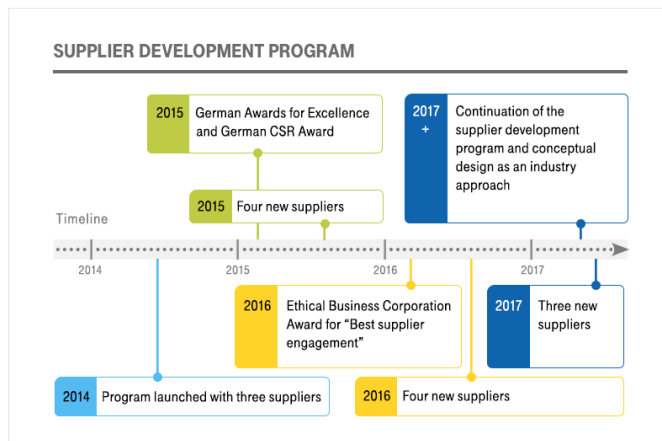 SUPPLIER DEVELOPMENT PROGRAM
2015 German Awards for Excellence
and German CSR Award
2017
+
Continuation of the
supplier development
program and conceptual
design as an industry
approach
2015 Four new suppliers
Timeline
2014 2015 2016 2017
2016 Ethical Business Corporation
Award for “Best supplier
engagement”
2017 Three new
suppliers
2014 Program launched with three suppliers
2016 Four new suppliers